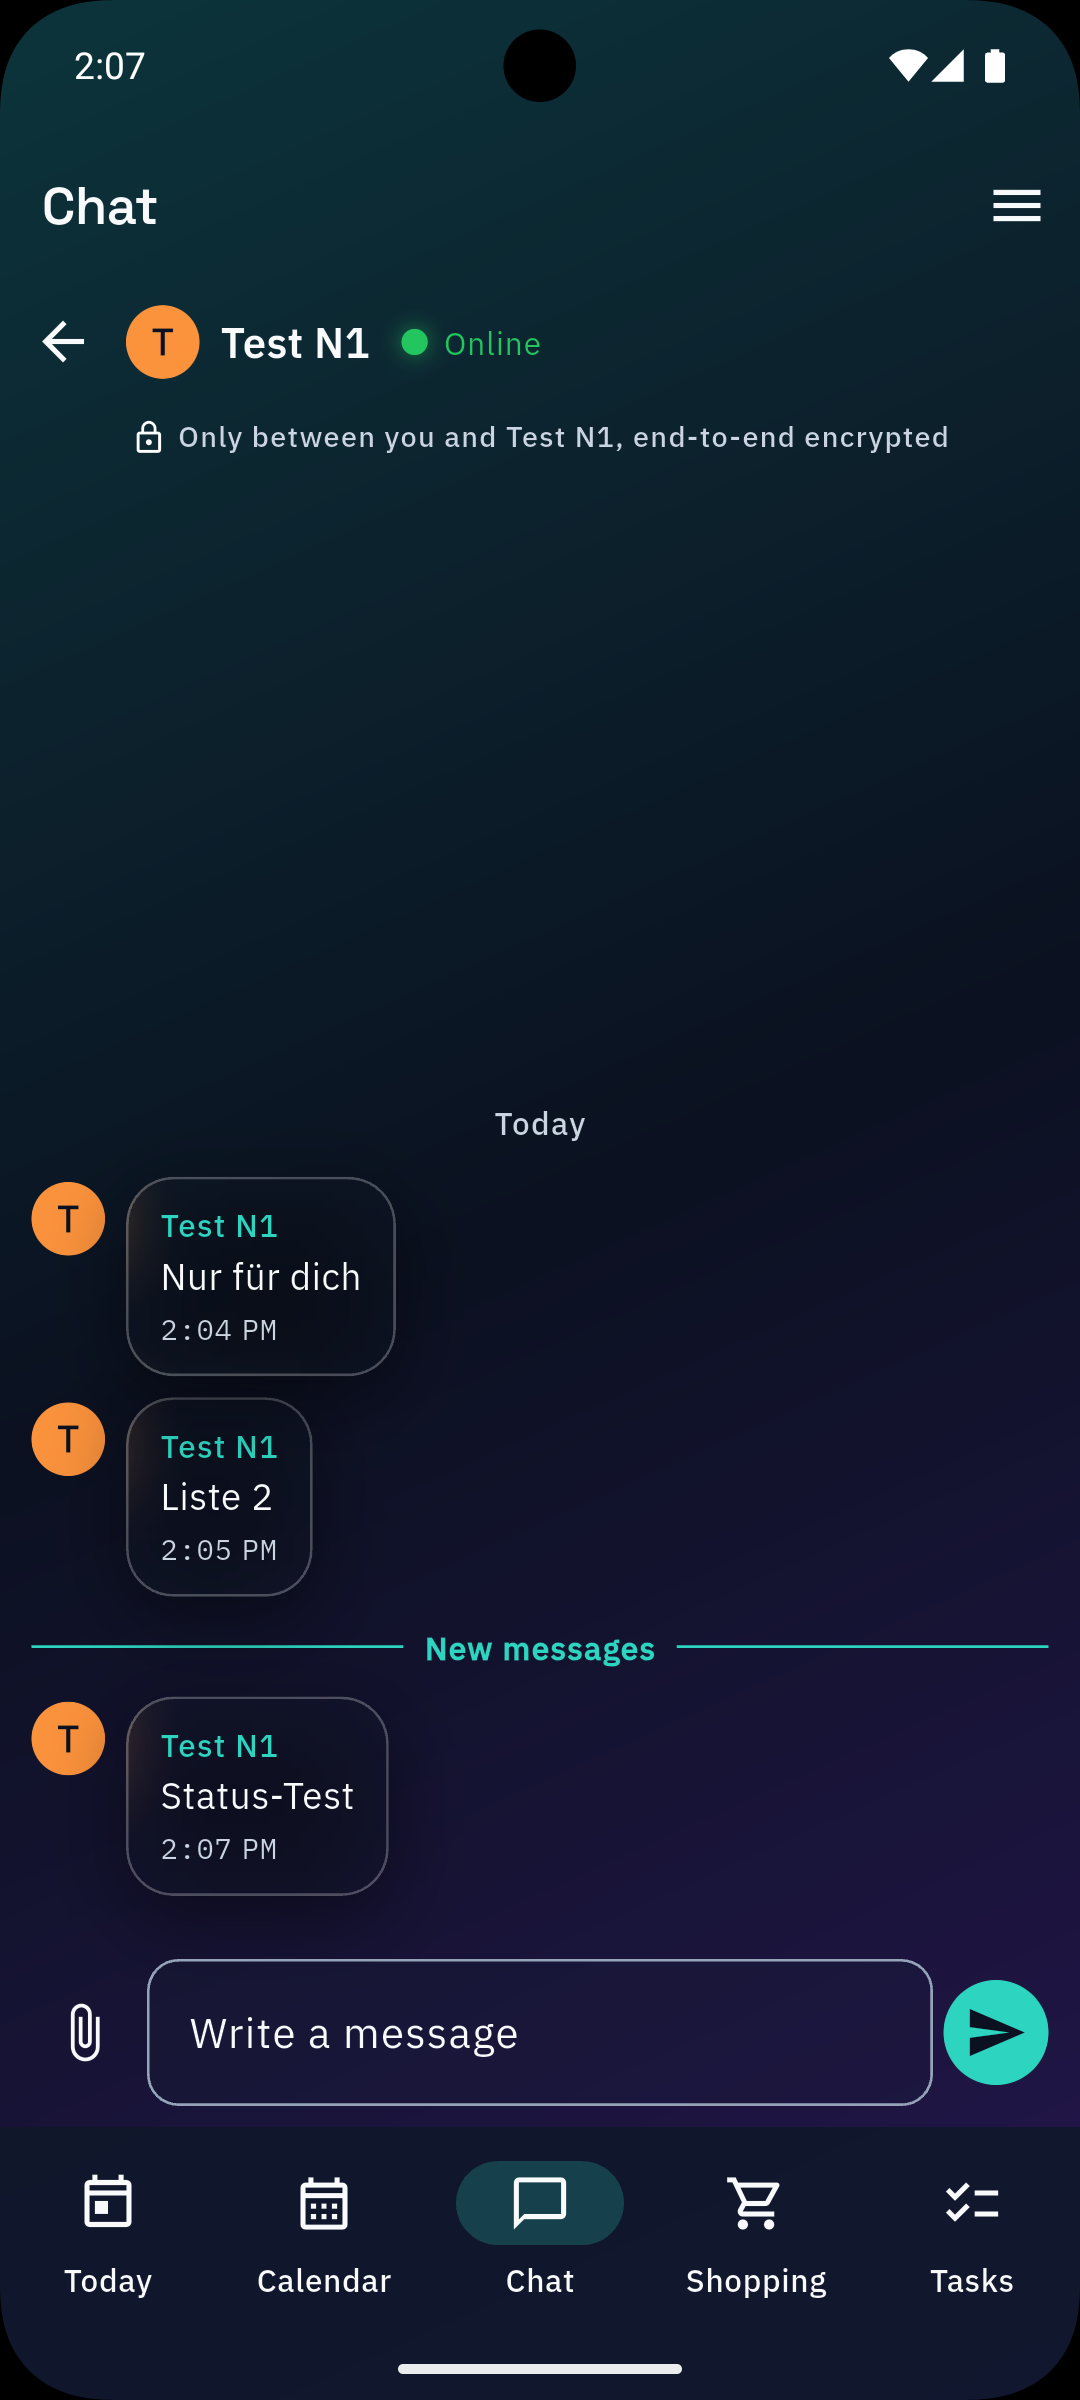 2:07
Chat
T Test N1 Online
Only between you and Test N1, end-to-end encrypted
Today
T Test N1
Nur für dich
2:04 PM
T Test N1
Liste 2
2:05 PM
New messages
T Test N1
Status-Test
2:07 PM
Write a message
Today Calendar Chat Shopping Tasks